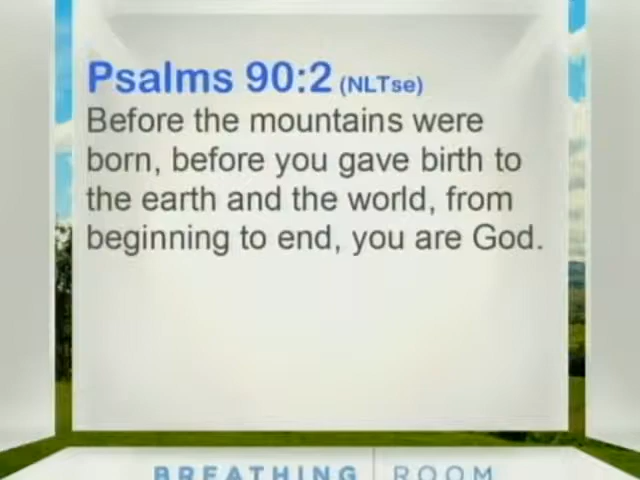 Psalms 90:2 (NLTse)
Before the mountains were
born, before you gave birth to
the earth and the world, from
beginning to end, you are God.
BREATHING ROOM